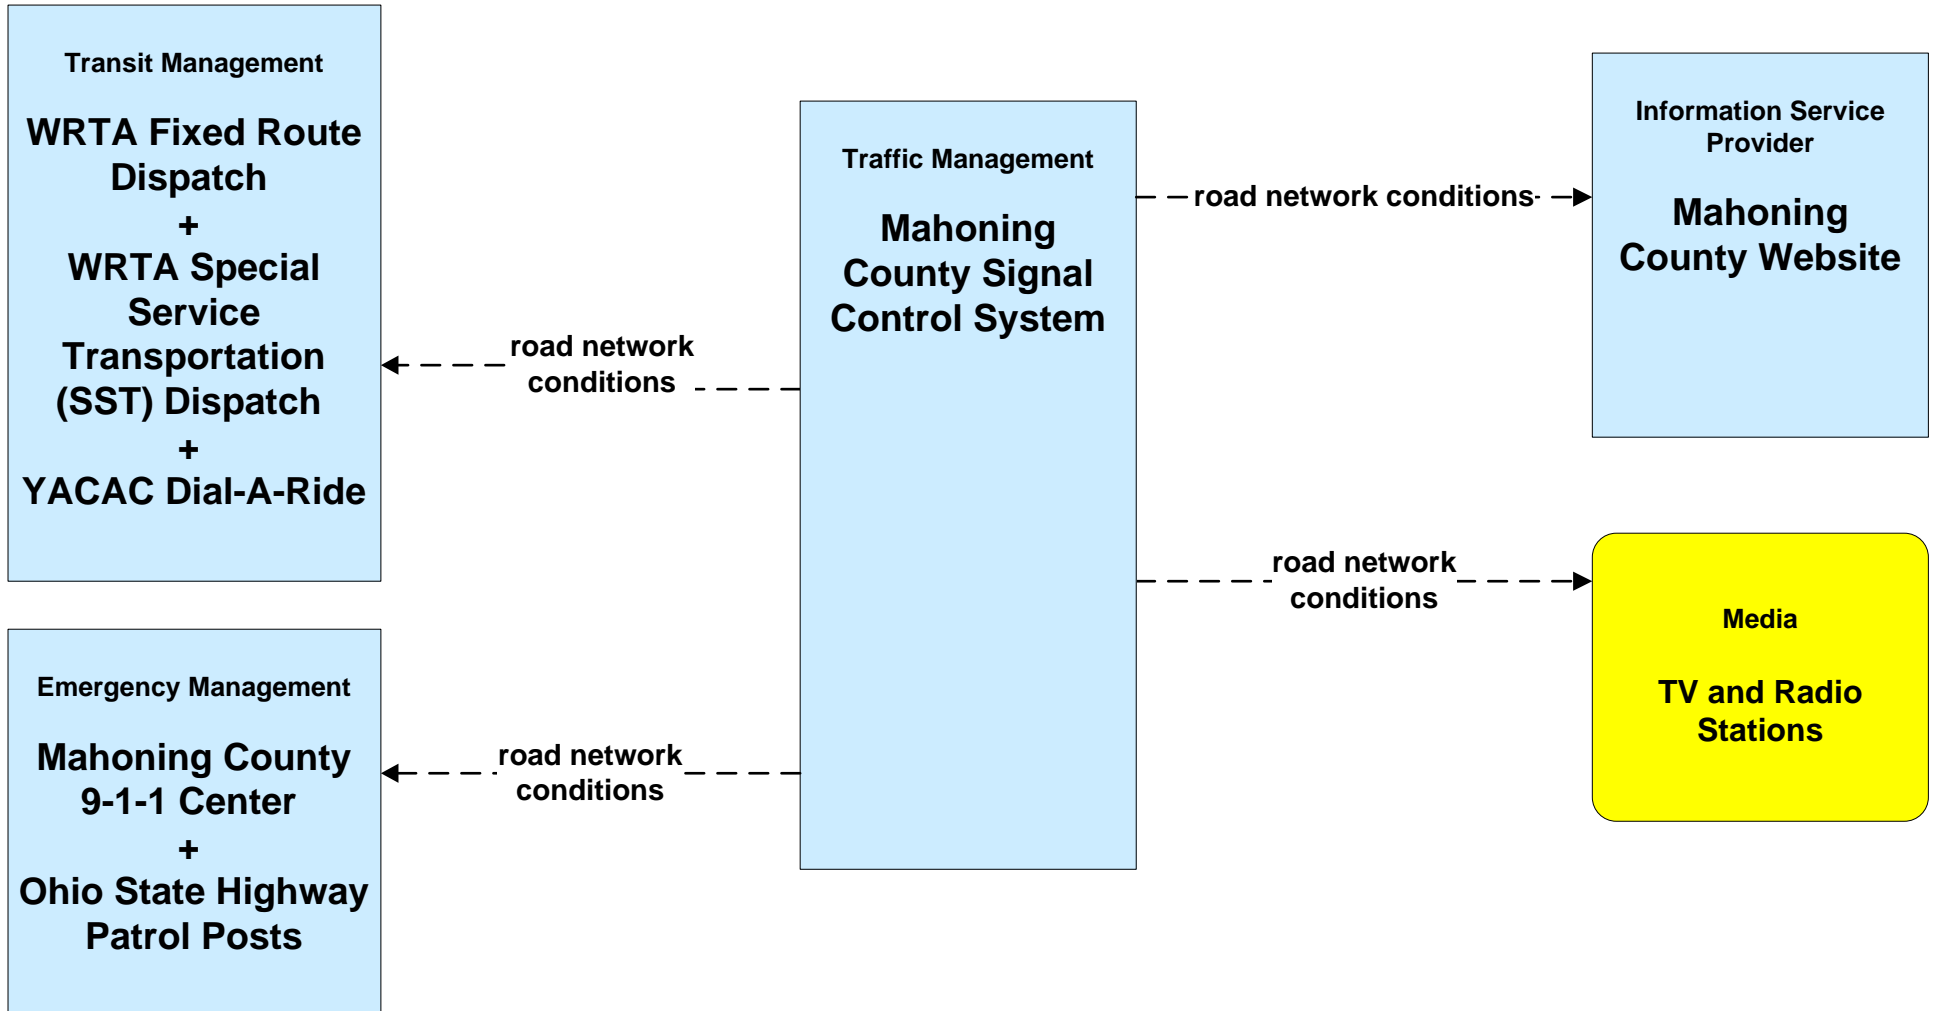 Transit Management
WRTA Fixed Route
Dispatch
+
WRTA Special
Service
Transportation
(SST) Dispatch
+
YACAC Dial-A-Ride
Emergency Management
Mahoning County
9-1-1 Center
+
Ohio State Highway
Patrol Posts
road network
conditions
road network
conditions
Traffic Management
Mahoning
County Signal
Control System
road network conditions
road network
conditions
Information Service
Provider
Mahoning
County Website
Media
TV and Radio
Stations